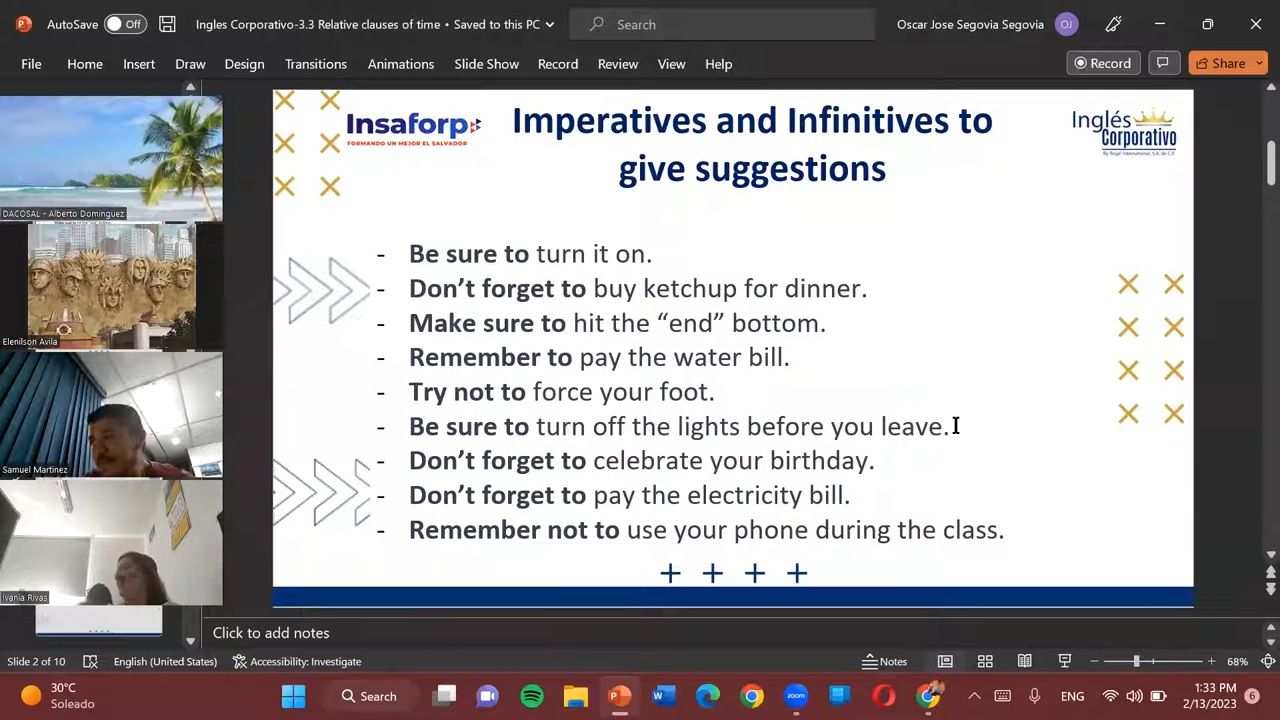 AutoSave Off Ingles Corporativo-3.3 Relative clauses of time • Saved to this PC Search Oscar Jose Segovia Segovia OJ
File Home Insert Draw Design Transitions Animations Slide Show Record Review View Help Record Share
Insaforp
FORMANDO UN MEJOR EL SALVADOR
Inglés
Corporativo
By Regal International, S.A. de C.V.
Imperatives and Infinitives to
give suggestions
- Be sure to turn it on.
- Don’t forget to buy ketchup for dinner.
- Make sure to hit the “end” bottom.
- Remember to pay the water bill.
- Try not to force your foot.
- Be sure to turn off the lights before you leave.
- Don’t forget to celebrate your birthday.
- Don’t forget to pay the electricity bill.
- Remember not to use your phone during the class.
DACOSAL - Alberto Dominguez
Elenilson Avila
Samuel Martinez
Ivania Rivas
Click to add notes
Slide 2 of 10 English (United States) Accessibility: Investigate Notes 68%
30°C
Soleado
Search
zoom
ENG
1:33 PM
2/13/2023
6